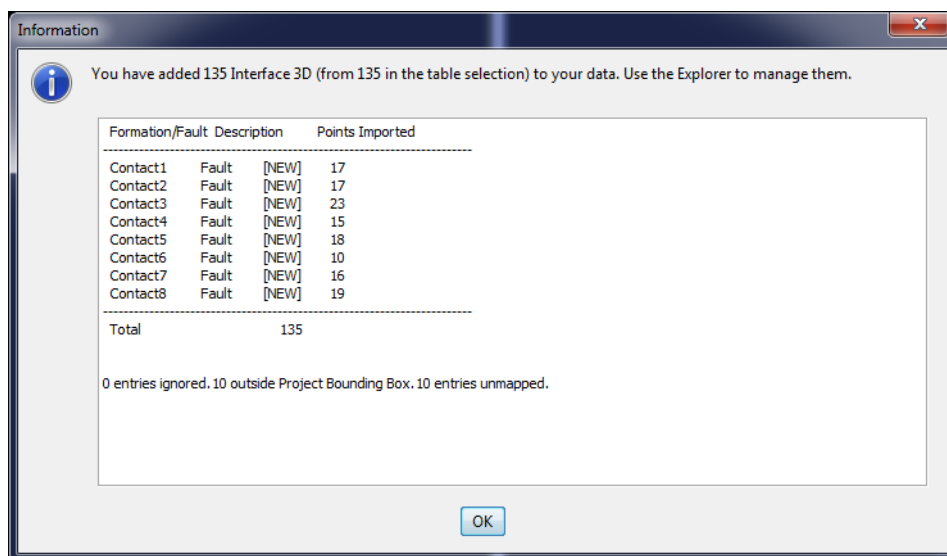 Information
You have added 135 Interface 3D (from 135 in the table selection) to your data. Use the Explorer to manage them.
Formation/Fault Description Points Imported
--------------------------------------------------------------------------
Contact1 Fault [NEW] 17
Contact2 Fault [NEW] 17
Contact3 Fault [NEW] 23
Contact4 Fault [NEW] 15
Contact5 Fault [NEW] 18
Contact6 Fault [NEW] 10
Contact7 Fault [NEW] 16
Contact8 Fault [NEW] 19
--------------------------------------------------------------------------
Total 135
0 entries ignored. 10 outside Project Bounding Box. 10 entries unmapped.
OK